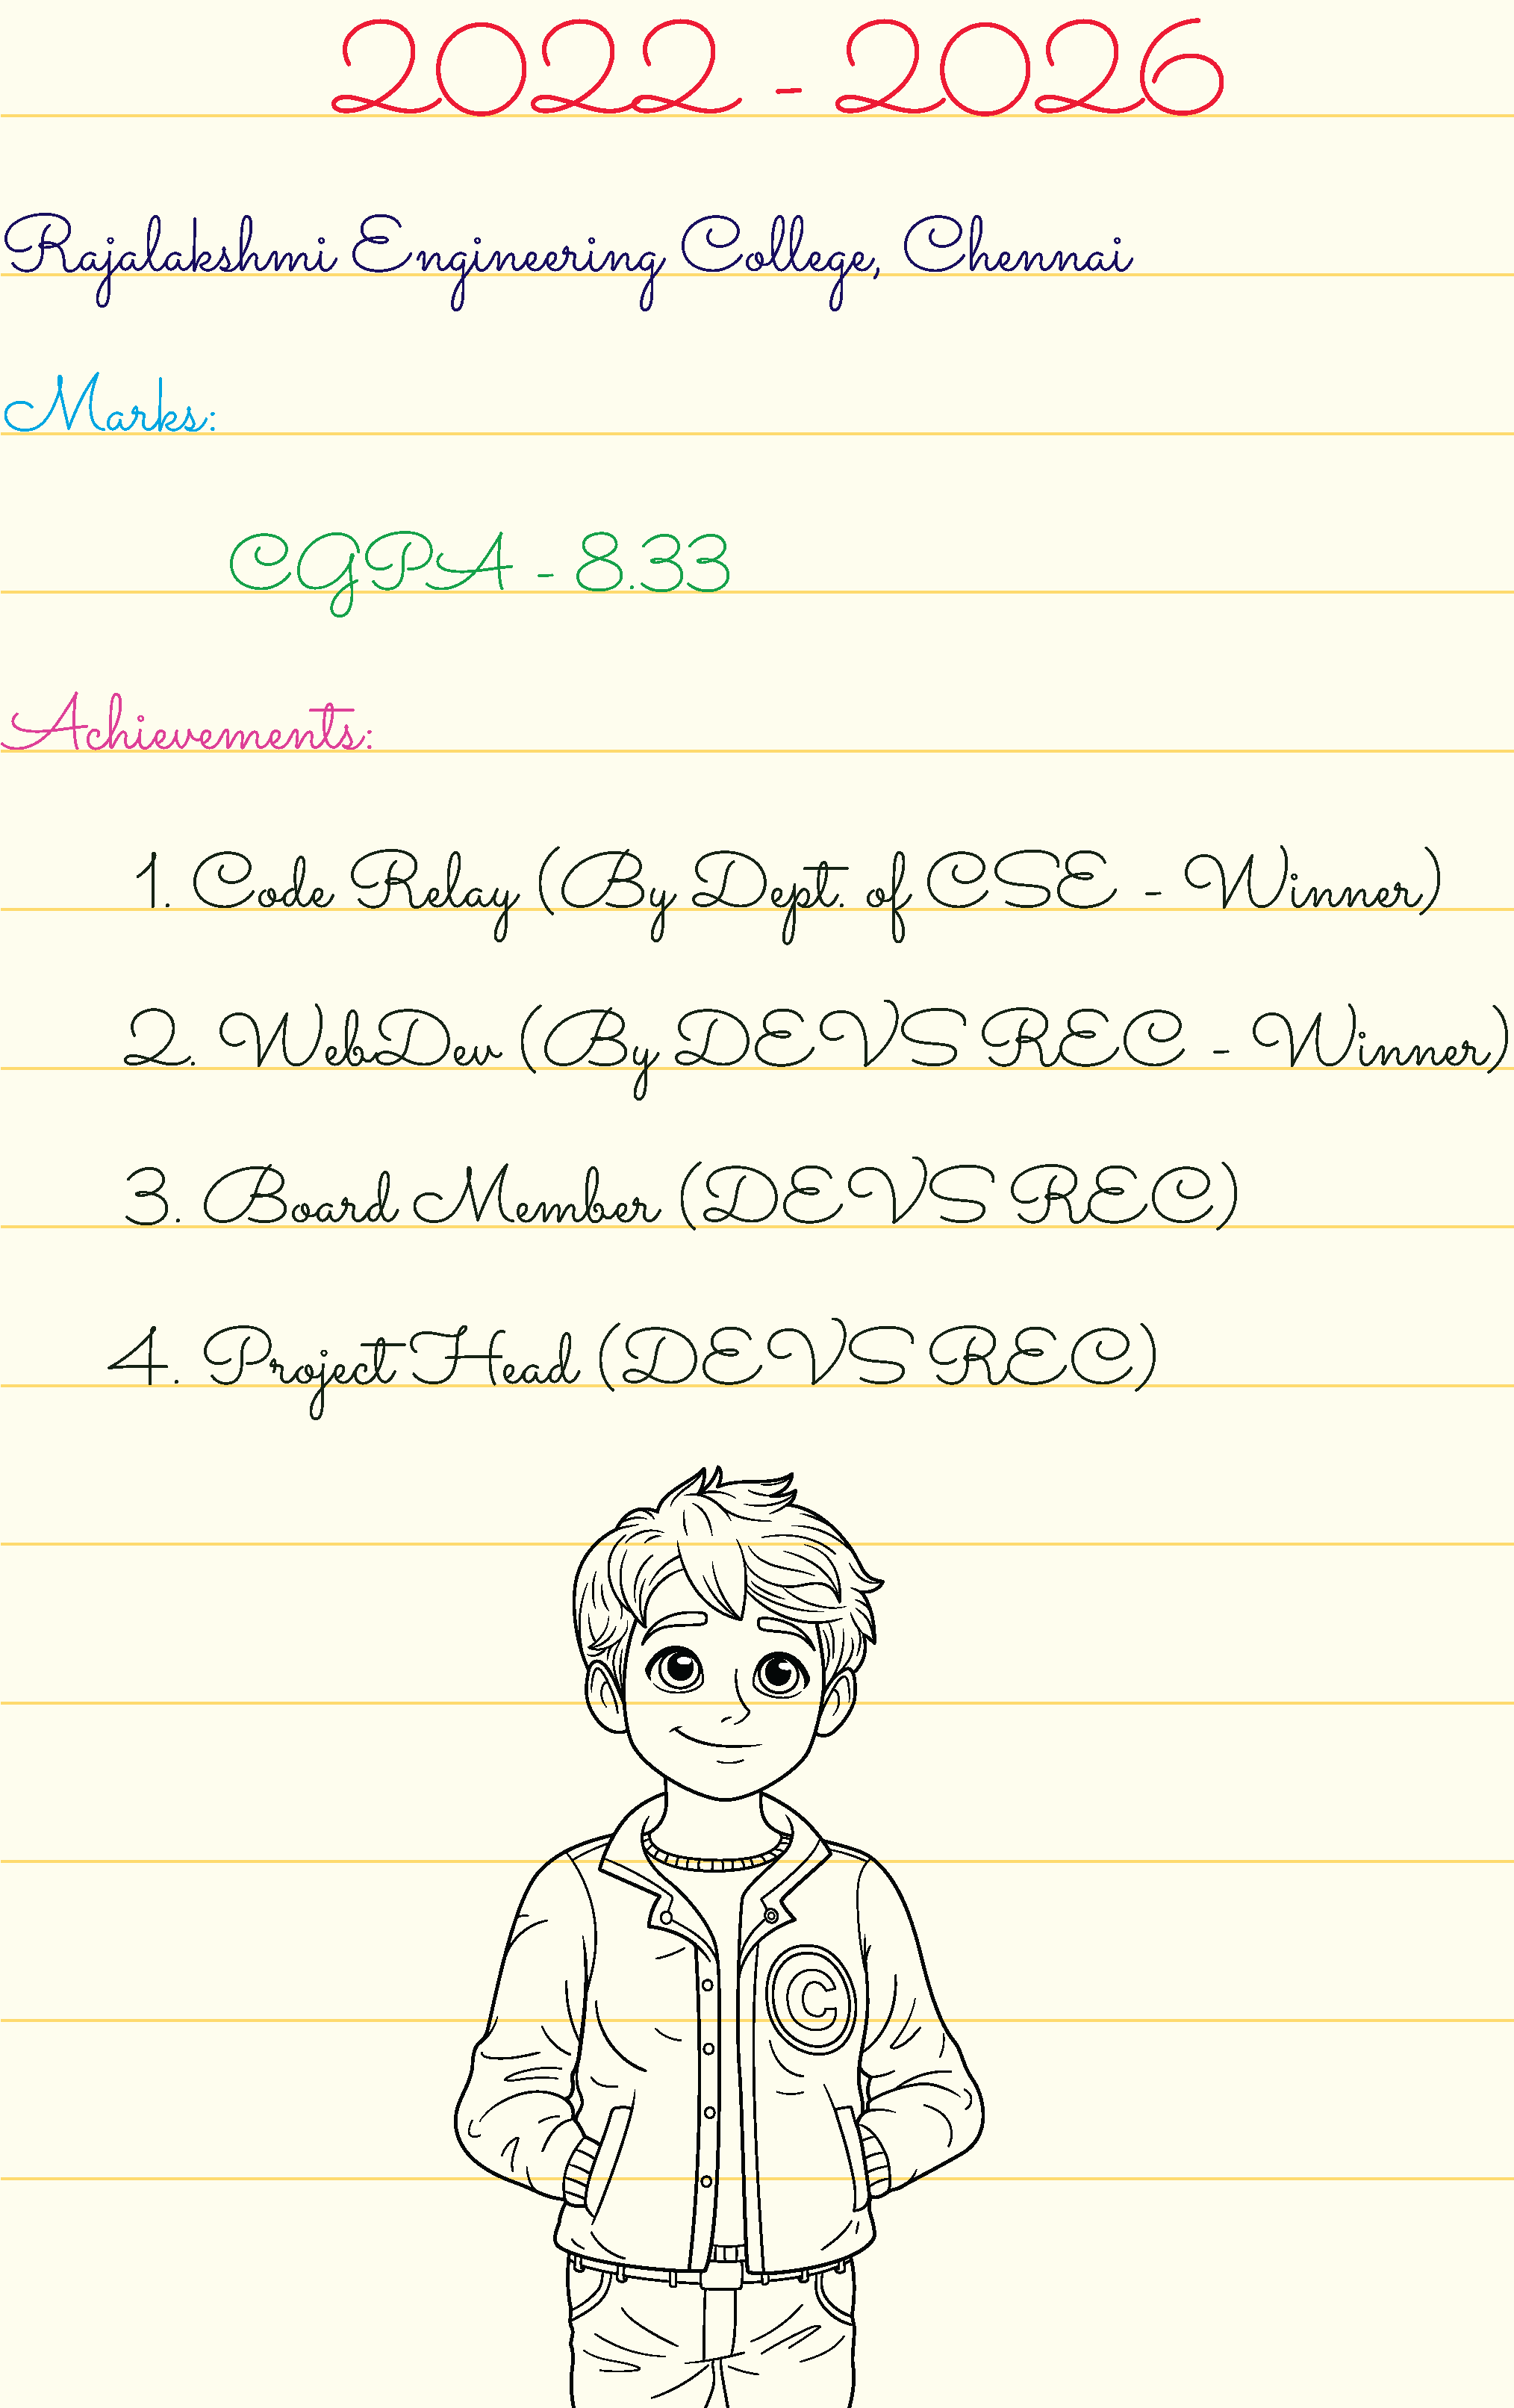 2022 - 2026
Rajalakshmi Engineering College, Chennai
Marks:
CGPA - 8.33
Achievements:
1. Code Relay (By Dept. of CSE - Winner)
2. WebDev (By DEVS REC - Winner)
3. Board Member (DEVS REC)
4. Project Head (DEVS REC)
C